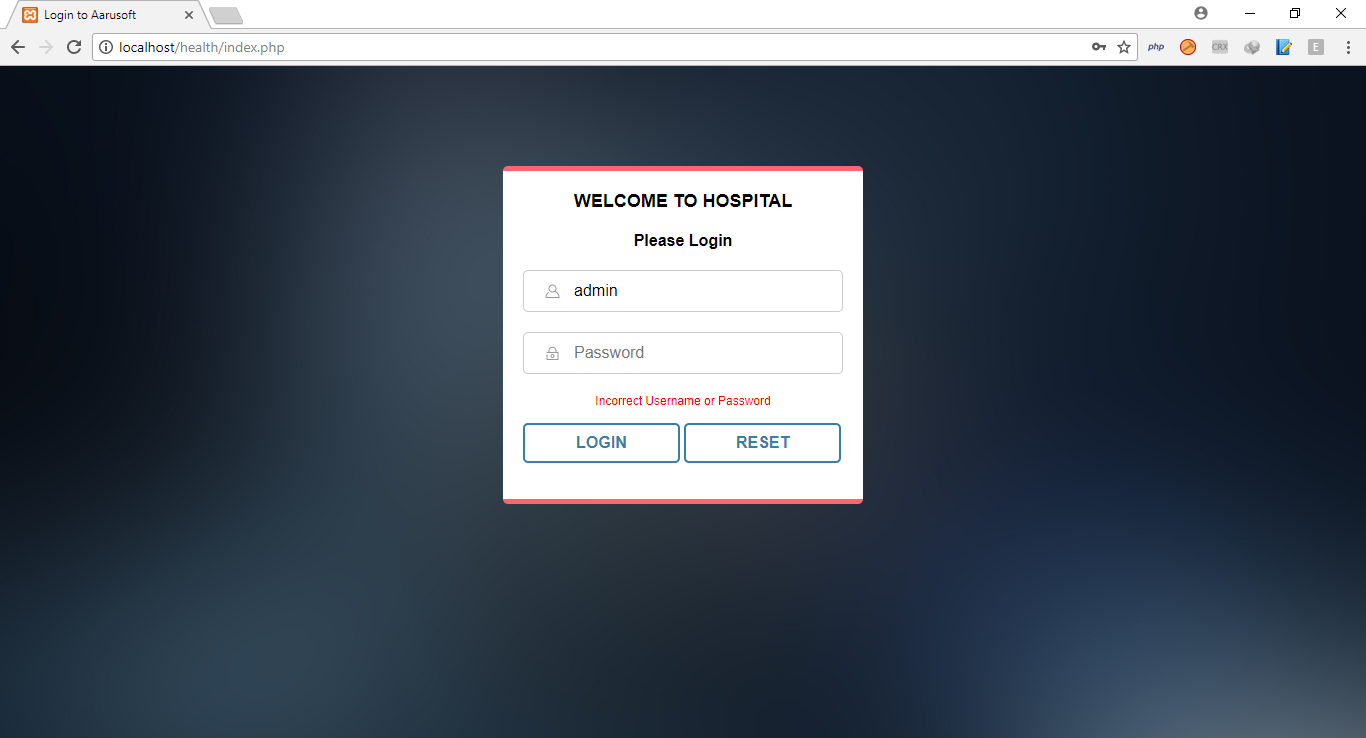 Login to Aarusoft
localhost/health/index.php
php
CRX
E
WELCOME TO HOSPITAL
Please Login
admin
Password
Incorrect Username or Password
LOGIN RESET